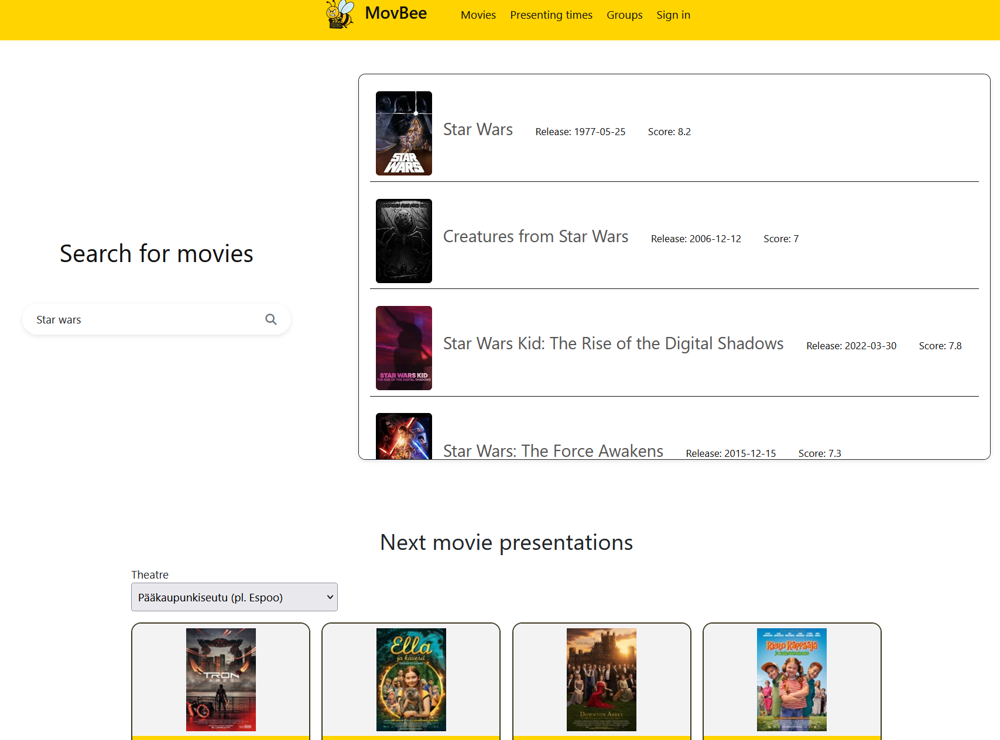 MovBee
Movies Presenting times Groups Sign in
STAR WARS
Star Wars Release: 1977-05-25 Score: 8.2
CREATURES FROM STAR WARS
Creatures from Star Wars Release: 2006-12-12 Score: 7
Search for movies
Star wars
STAR WARS KID
THE RISE OF THE DIGITAL SHADOWS
Star Wars Kid: The Rise of the Digital Shadows Release: 2022-03-30 Score: 7.8
Star Wars: The Force Awakens Release: 2015-12-15 Score: 7.3
Next movie presentations
Theatre
Pääkaupunkiseutu (pl. Espoo)
TRON
ARES
Ella
ja kaverit
DOWNTON ABBEY
Risto Räppääjä